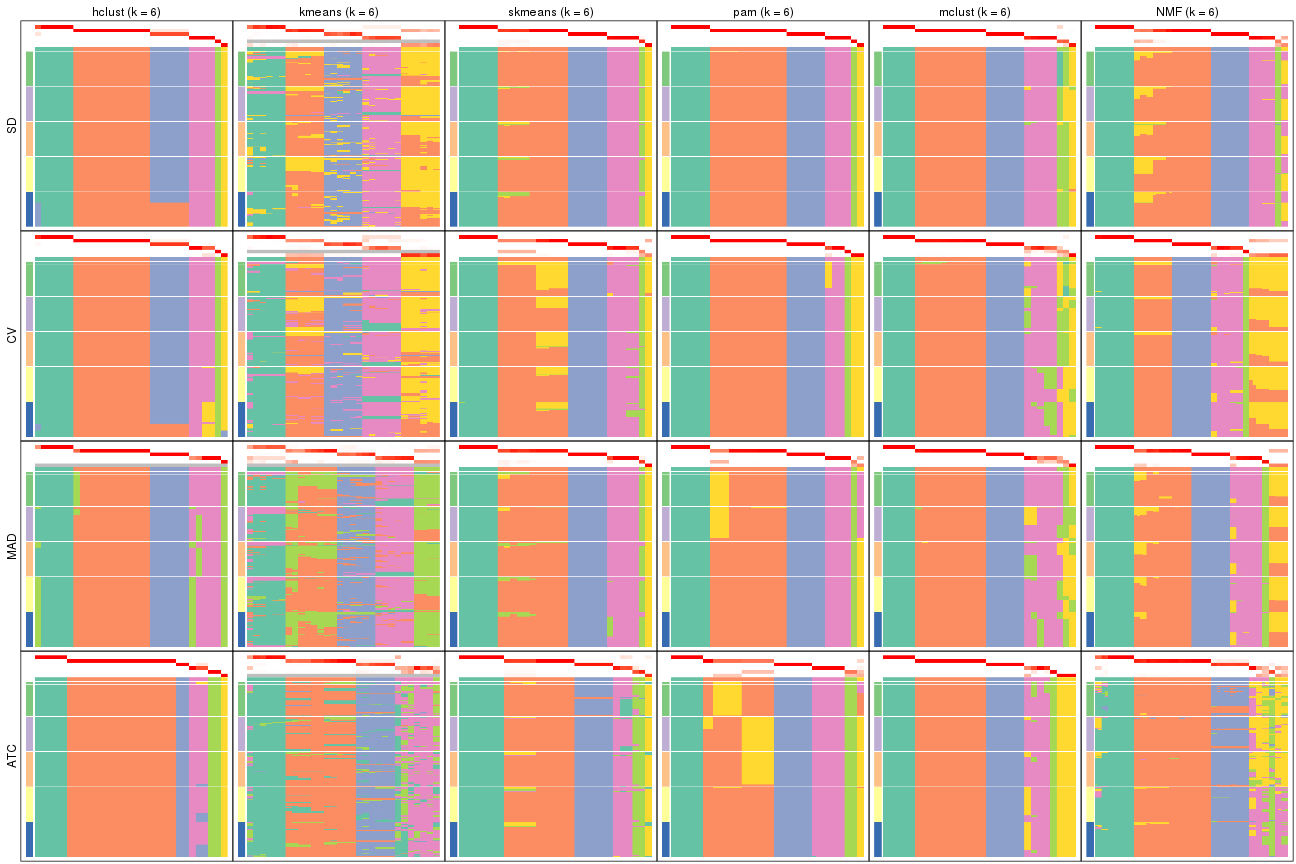 hclust (k = 6) kmeans (k = 6) skmeans (k = 6) pam (k = 6) mclust (k = 6) NMF (k = 6)
SD
CV
MAD
ATC